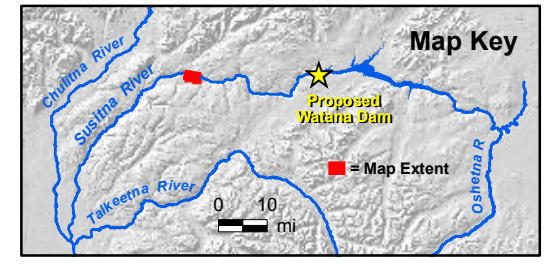 Map Key
Chulitna River
Susitna River
Proposed
Watana Dam
= Map Extent
Talkeetna River
Oshetna R
0 10
mi